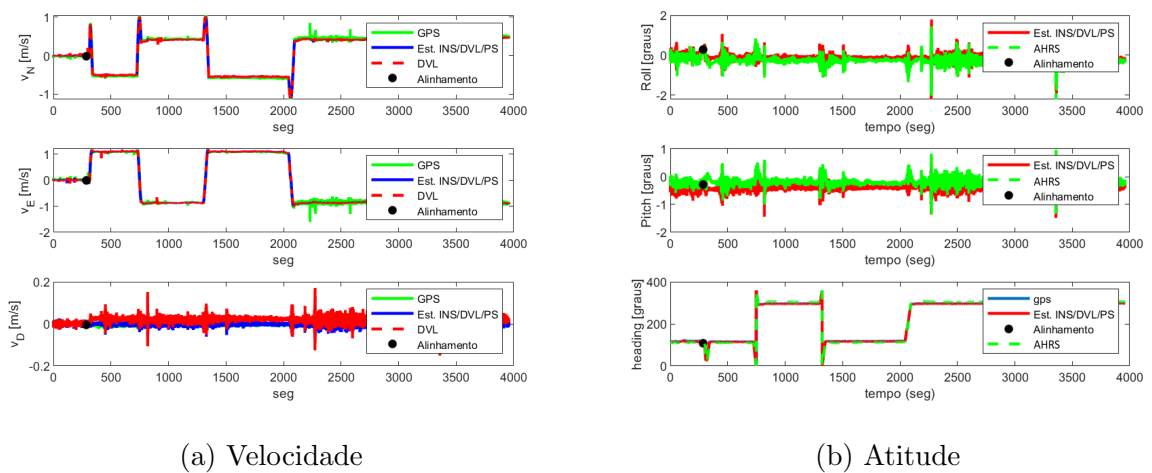 1
0
-1
v_N [m/s]
GPS
Est. INS/DVL/PS
DVL
Alinhamento
0 500 1000 1500 2000 2500 3000 3500 4000
seg
1
0
-1
-2
v_E [m/s]
GPS
Est. INS/DVL/PS
DVL
Alinhamento
0 500 1000 1500 2000 2500 3000 3500 4000
seg
0.2
0
-0.2
v_D [m/s]
GPS
Est. INS/DVL/PS
DVL
Alinhamento
0 500 1000 1500 2000 2500 3000 3500 4000
seg
(a) Velocidade
2
0
-2
Roll [graus]
Est. INS/DVL/PS
AHRS
Alinhamento
0 500 1000 1500 2000 2500 3000 3500 4000
tempo (seg)
1
0
-1
-2
Pitch [graus]
Est. INS/DVL/PS
AHRS
Alinhamento
0 500 1000 1500 2000 2500 3000 3500 4000
tempo (seg)
400
200
0
heading [graus]
gps
Est. INS/DVL/PS
Alinhamento
AHRS
0 500 1000 1500 2000 2500 3000 3500 4000
tempo (seg)
(b) Atitude